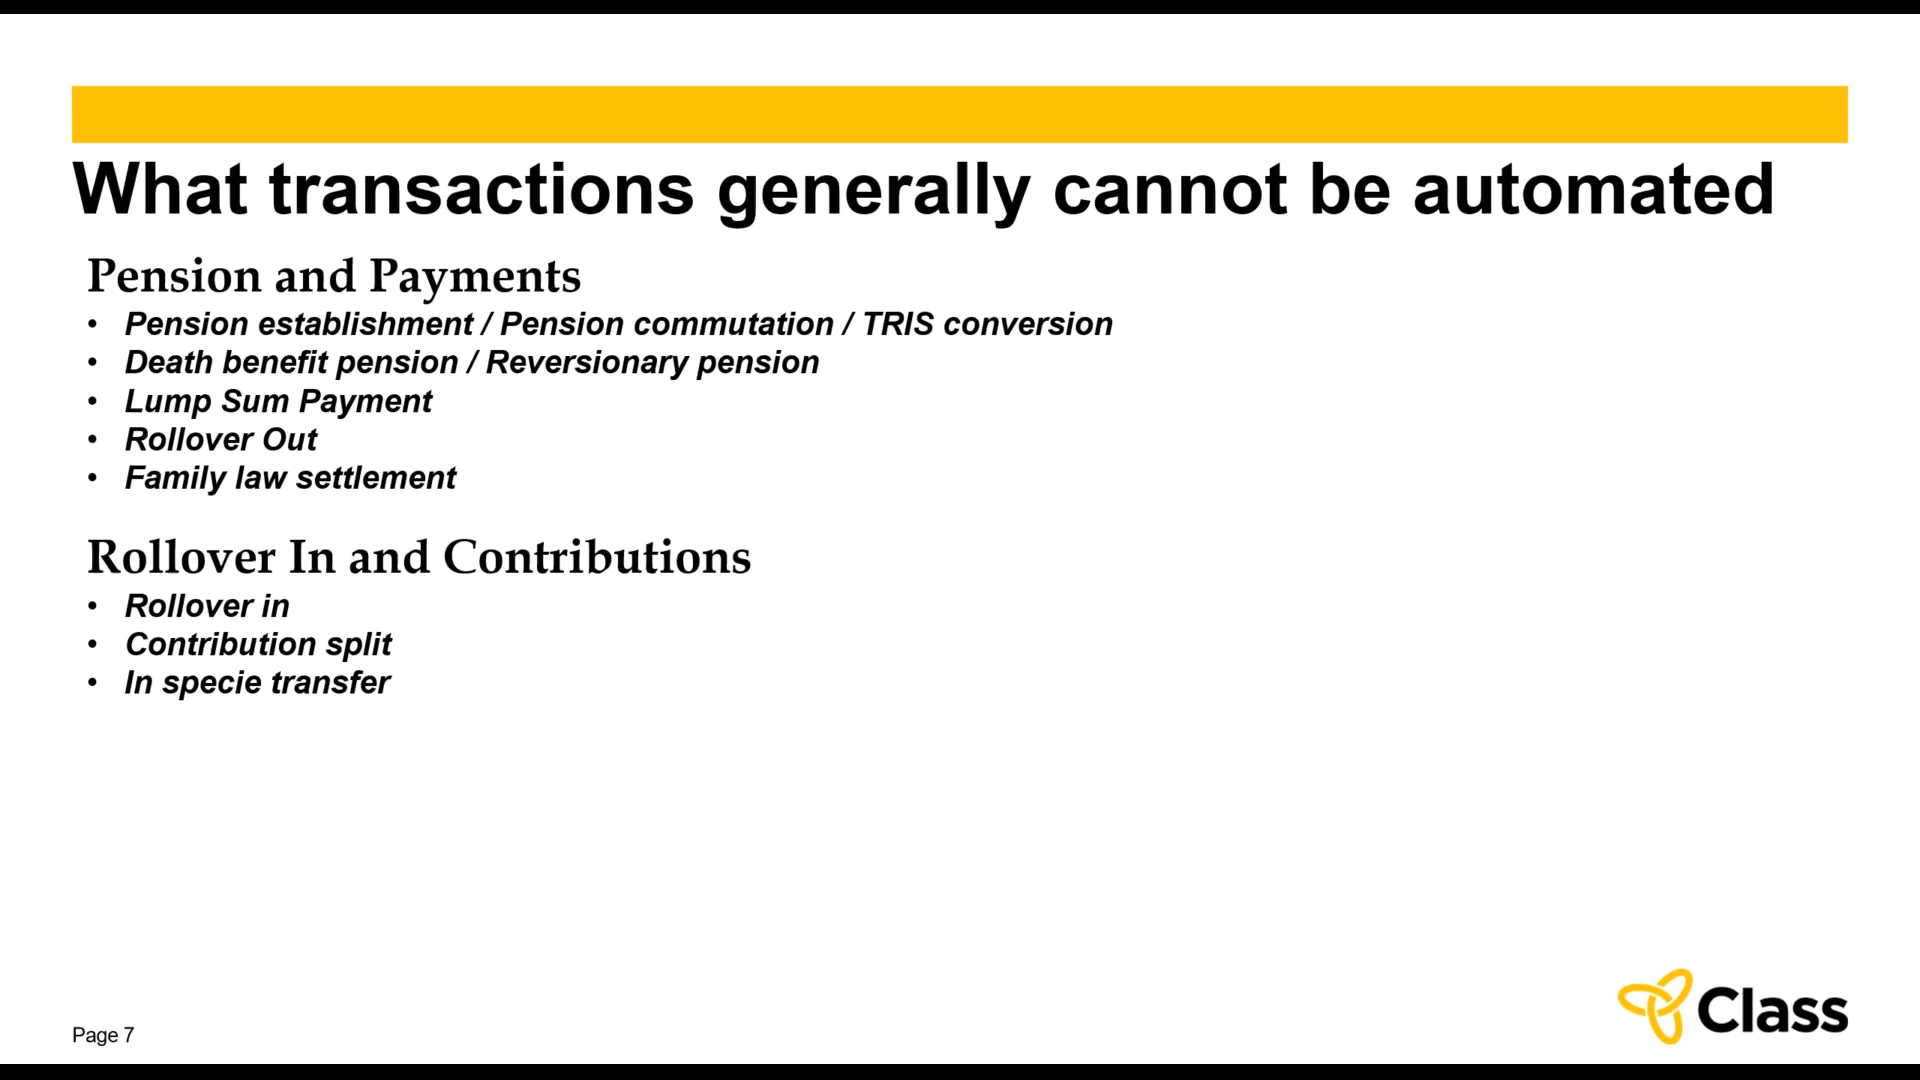 What transactions generally cannot be automated
Pension and Payments
• Pension establishment / Pension commutation / TRIS conversion
• Death benefit pension / Reversionary pension
• Lump Sum Payment
• Rollover Out
• Family law settlement
Rollover In and Contributions
• Rollover in
• Contribution split
• In specie transfer
Page 7
Class